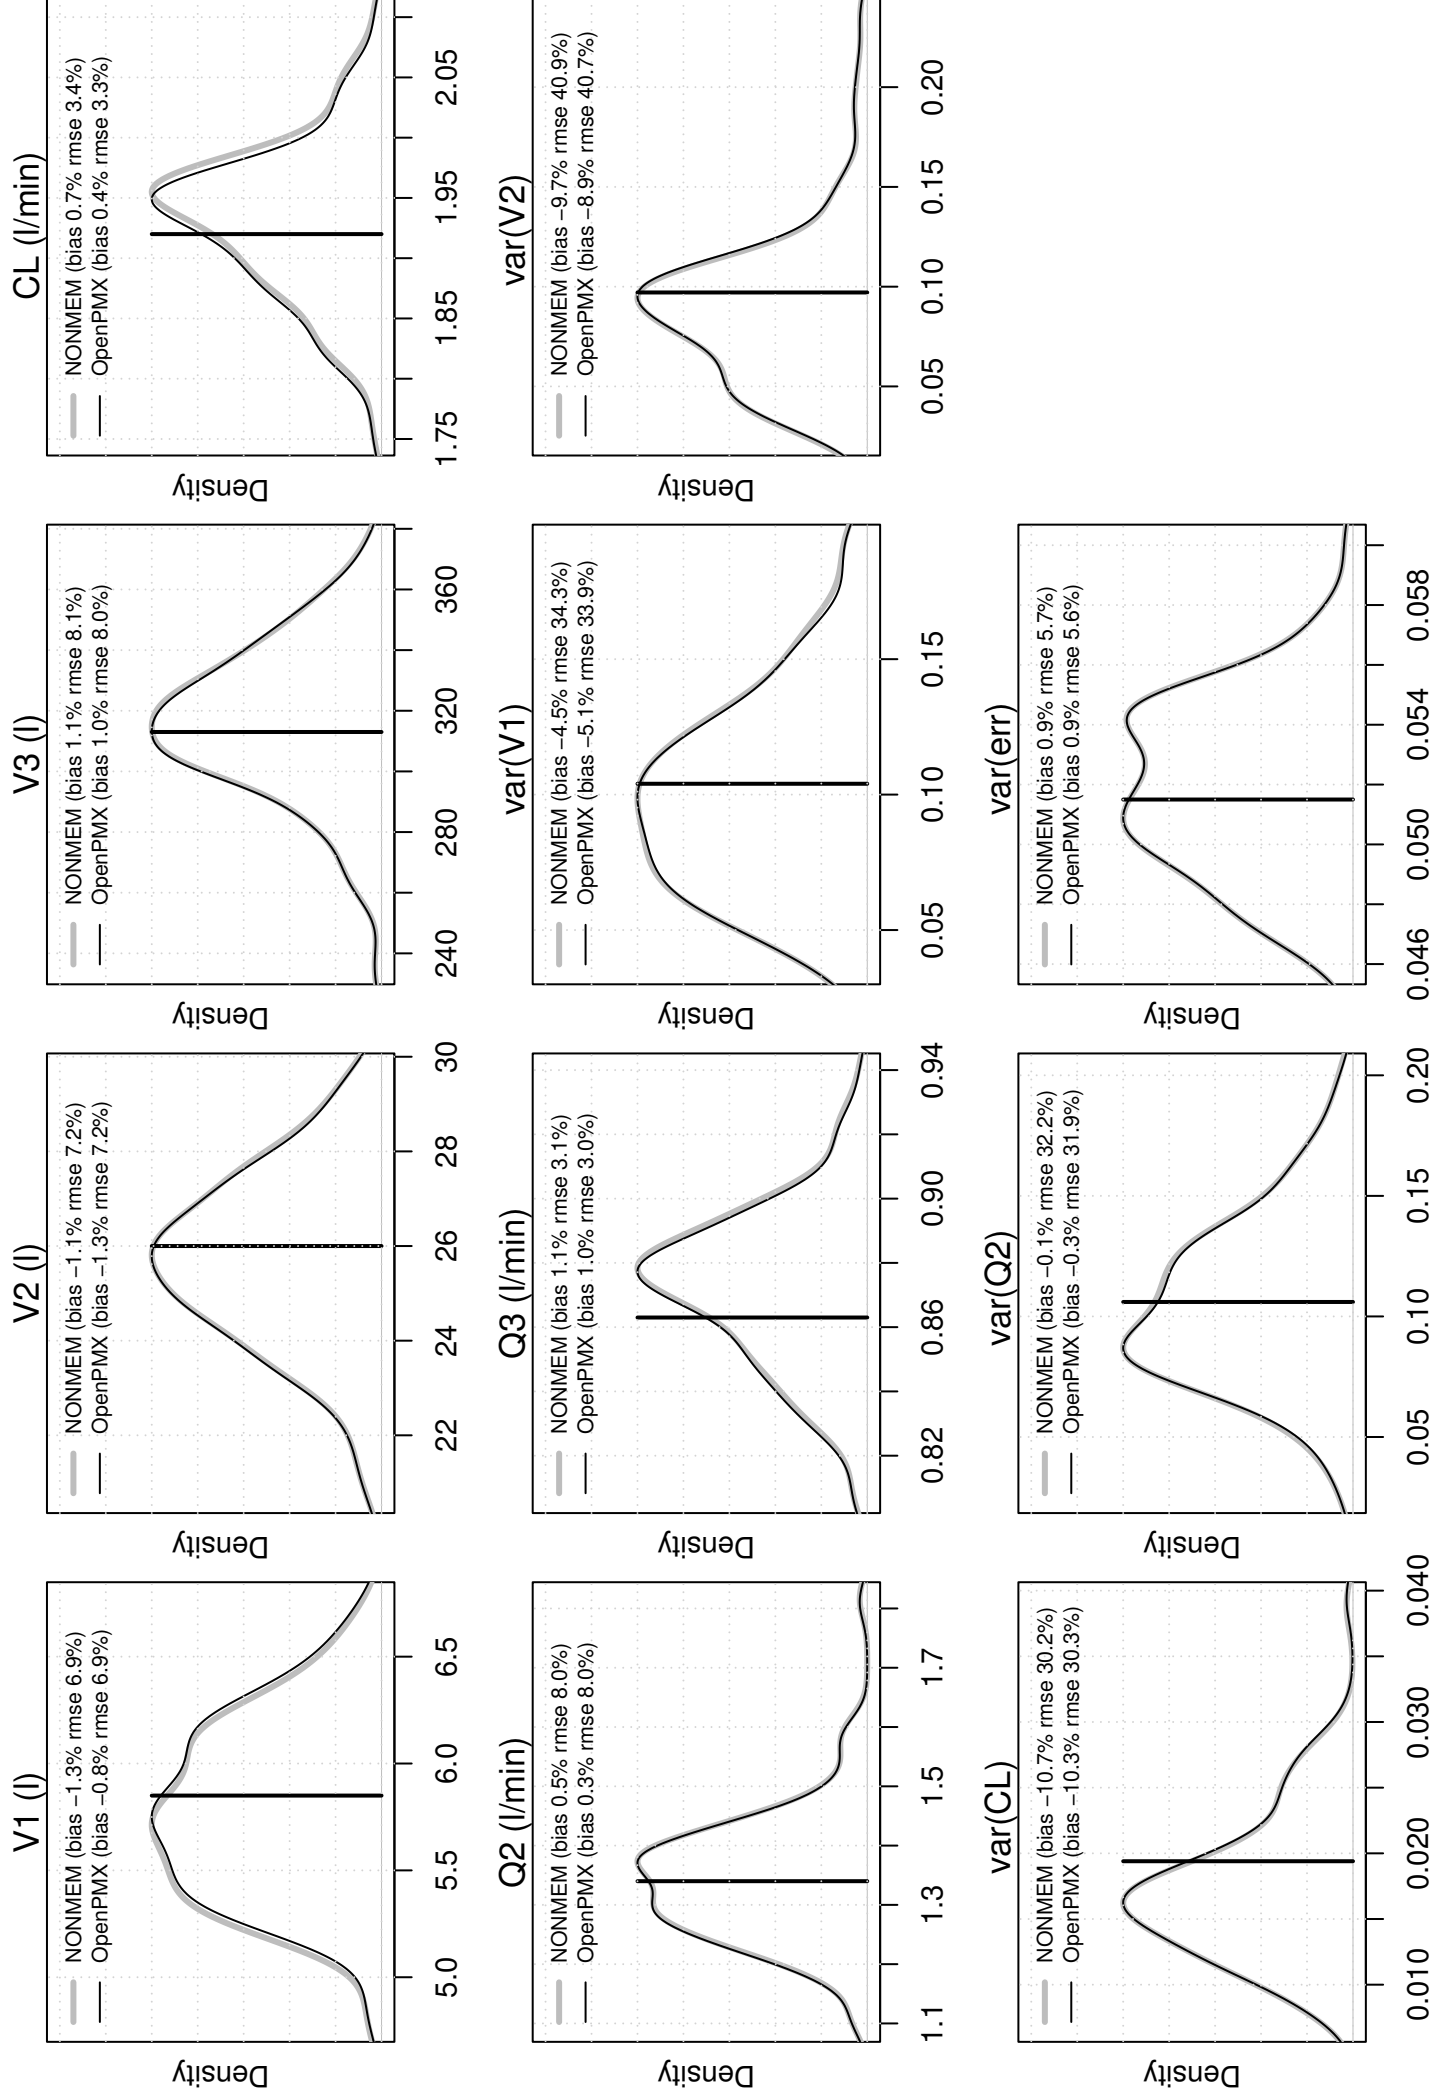 V1 (l)
NONMEM (bias −1.3% rmse 6.9%)
OpenPMX (bias −0.8% rmse 6.9%)
Density
5.0 5.5 6.0 6.5
V2 (l)
NONMEM (bias −1.1% rmse 7.2%)
OpenPMX (bias −1.3% rmse 7.2%)
Density
22 24 26 28 30
V3 (l)
NONMEM (bias 1.1% rmse 8.1%)
OpenPMX (bias 1.0% rmse 8.0%)
Density
240 280 320 360
CL (l/min)
NONMEM (bias 0.7% rmse 3.4%)
OpenPMX (bias 0.4% rmse 3.3%)
Density
1.75 1.85 1.95 2.05
Q2 (l/min)
NONMEM (bias 0.5% rmse 8.0%)
OpenPMX (bias 0.3% rmse 8.0%)
Density
1.1 1.3 1.5 1.7
Q3 (l/min)
NONMEM (bias 1.1% rmse 3.1%)
OpenPMX (bias 1.0% rmse 3.0%)
Density
0.82 0.86 0.90 0.94
var(V1)
NONMEM (bias −4.5% rmse 34.3%)
OpenPMX (bias −5.1% rmse 33.9%)
Density
0.05 0.10 0.15
var(V2)
NONMEM (bias −9.7% rmse 40.9%)
OpenPMX (bias −8.9% rmse 40.7%)
Density
0.05 0.10 0.15 0.20
var(CL)
NONMEM (bias −10.7% rmse 30.2%)
OpenPMX (bias −10.3% rmse 30.3%)
Density
0.010 0.020 0.030 0.040
var(Q2)
NONMEM (bias −0.1% rmse 32.2%)
OpenPMX (bias −0.3% rmse 31.9%)
Density
0.05 0.10 0.15 0.20
var(err)
NONMEM (bias 0.9% rmse 5.7%)
OpenPMX (bias 0.9% rmse 5.6%)
Density
0.046 0.050 0.054 0.058